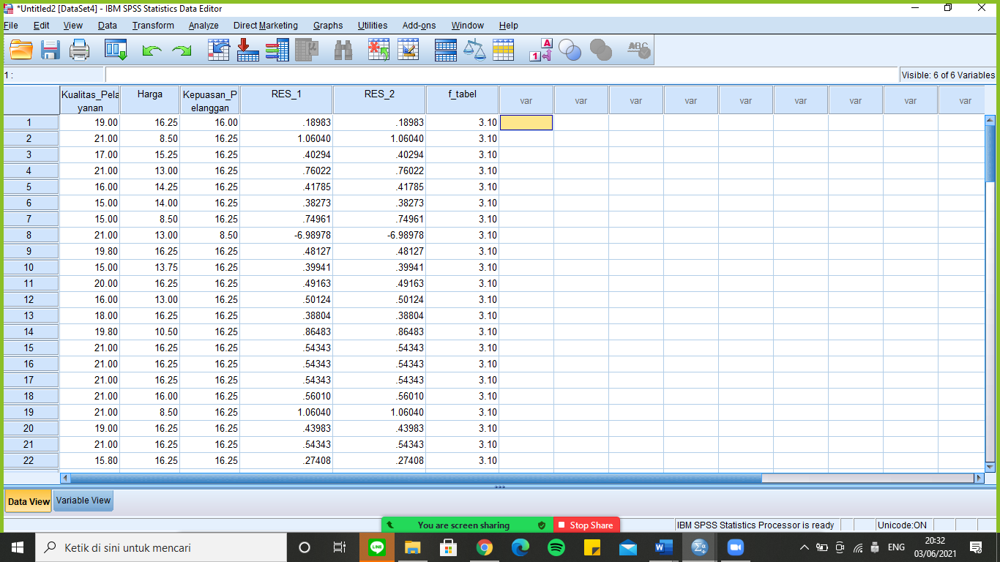 *Untitled2 [DataSet4] - IBM SPSS Statistics Data Editor
File Edit View Data Transform Analyze Direct Marketing Graphs Utilities Add-ons Window Help
1 A
ABC
1 : Visible: 6 of 6 Variables
Kualitas_Pela Harga Kepuasan_P RES_1 RES_2 f_tabel var var var var var var var var var
yanan elanggan
1 19.00 16.25 16.00 .18983 .18983 3.10
2 21.00 8.50 16.25 1.06040 1.06040 3.10
3 17.00 15.25 16.25 .40294 .40294 3.10
4 21.00 13.00 16.25 .76022 .76022 3.10
5 16.00 14.25 16.25 .41785 .41785 3.10
6 15.00 14.00 16.25 .38273 .38273 3.10
7 15.00 8.50 16.25 .74961 .74961 3.10
8 21.00 13.00 8.50 -6.98978 -6.98978 3.10
9 19.80 16.25 16.25 .48127 .48127 3.10
10 15.00 13.75 16.25 .39941 .39941 3.10
11 20.00 16.25 16.25 .49163 .49163 3.10
12 16.00 13.00 16.25 .50124 .50124 3.10
13 18.00 16.25 16.25 .38804 .38804 3.10
14 19.80 10.50 16.25 .86483 .86483 3.10
15 21.00 16.25 16.25 .54343 .54343 3.10
16 21.00 16.25 16.25 .54343 .54343 3.10
17 21.00 16.25 16.25 .54343 .54343 3.10
18 21.00 16.00 16.25 .56010 .56010 3.10
19 21.00 8.50 16.25 1.06040 1.06040 3.10
20 19.00 16.25 16.25 .43983 .43983 3.10
21 21.00 16.25 16.25 .54343 .54343 3.10
22 15.80 16.25 16.25 .27408 .27408 3.10
Data View Variable View
You are screen sharing Stop Share
IBM SPSS Statistics Processor is ready Unicode:ON
Ketik di sini untuk mencari
LINE
ENG
20:32
03/06/2021